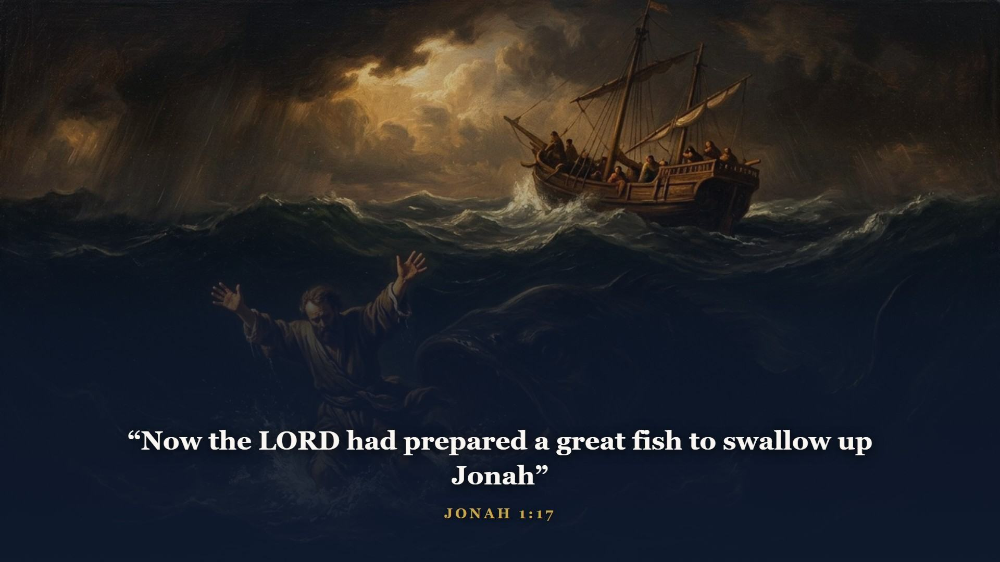 “Now the LORD had prepared a great fish to swallow up
Jonah”
JONAH 1:17